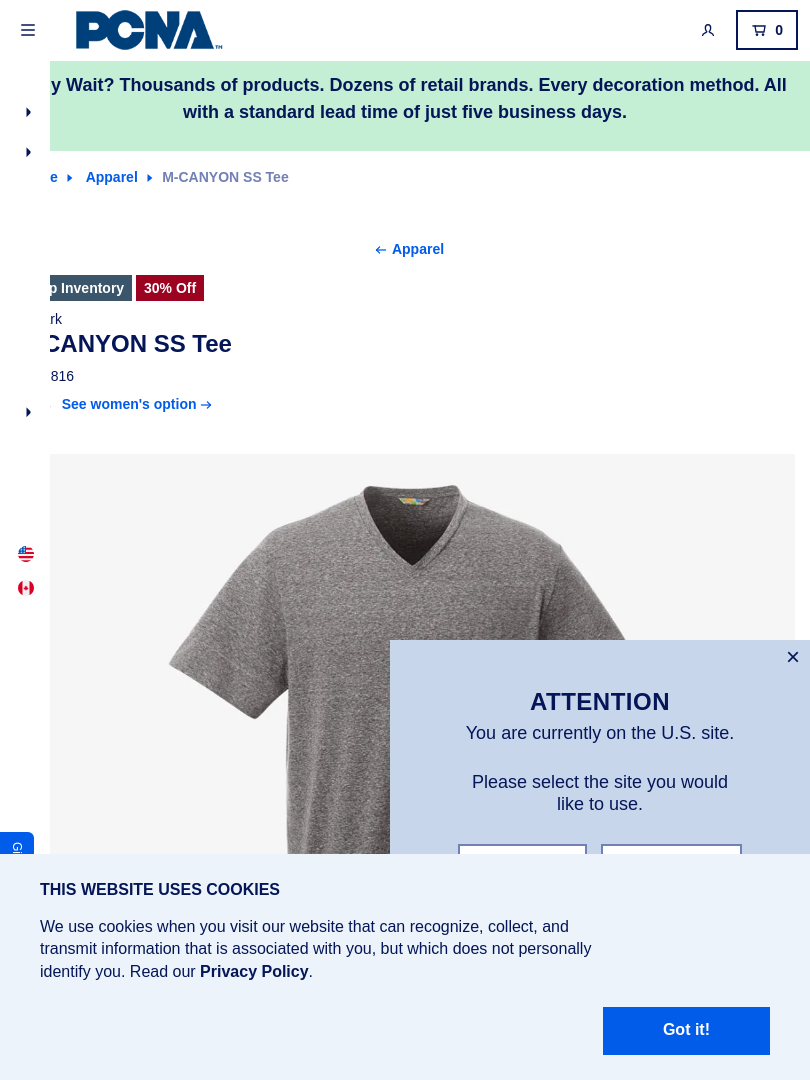 PCNA™
0
y Wait? Thousands of products. Dozens of retail brands. Every decoration method. All
with a standard lead time of just five business days.
e Apparel M-CANYON SS Tee
← Apparel
p Inventory 30% Off
rk
CANYON SS Tee
816
See women's option →
ATTENTION
You are currently on the U.S. site.
Please select the site you would
like to use.
THIS WEBSITE USES COOKIES
We use cookies when you visit our website that can recognize, collect, and
transmit information that is associated with you, but which does not personally
identify you. Read our Privacy Policy.
Got it!